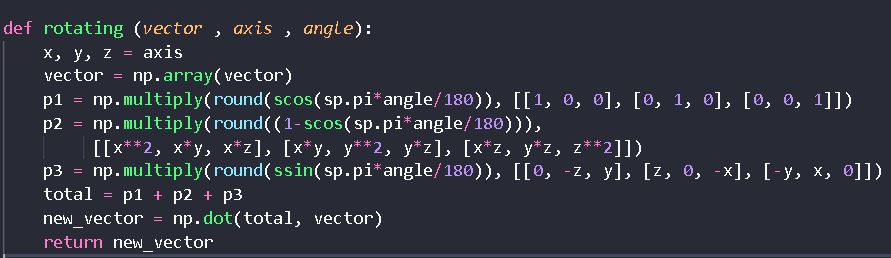 def rotating (vector , axis , angle):
    x, y, z = axis
    vector = np.array(vector)
    p1 = np.multiply(round(scos(sp.pi*angle/180)), [[1, 0, 0], [0, 1, 0], [0, 0, 1]])
    p2 = np.multiply(round((1-scos(sp.pi*angle/180))),
        [[x**2, x*y, x*z], [x*y, y**2, y*z], [x*z, y*z, z**2]])
    p3 = np.multiply(round(ssin(sp.pi*angle/180)), [[0, -z, y], [z, 0, -x], [-y, x, 0]])
    total = p1 + p2 + p3
    new_vector = np.dot(total, vector)
    return new_vector